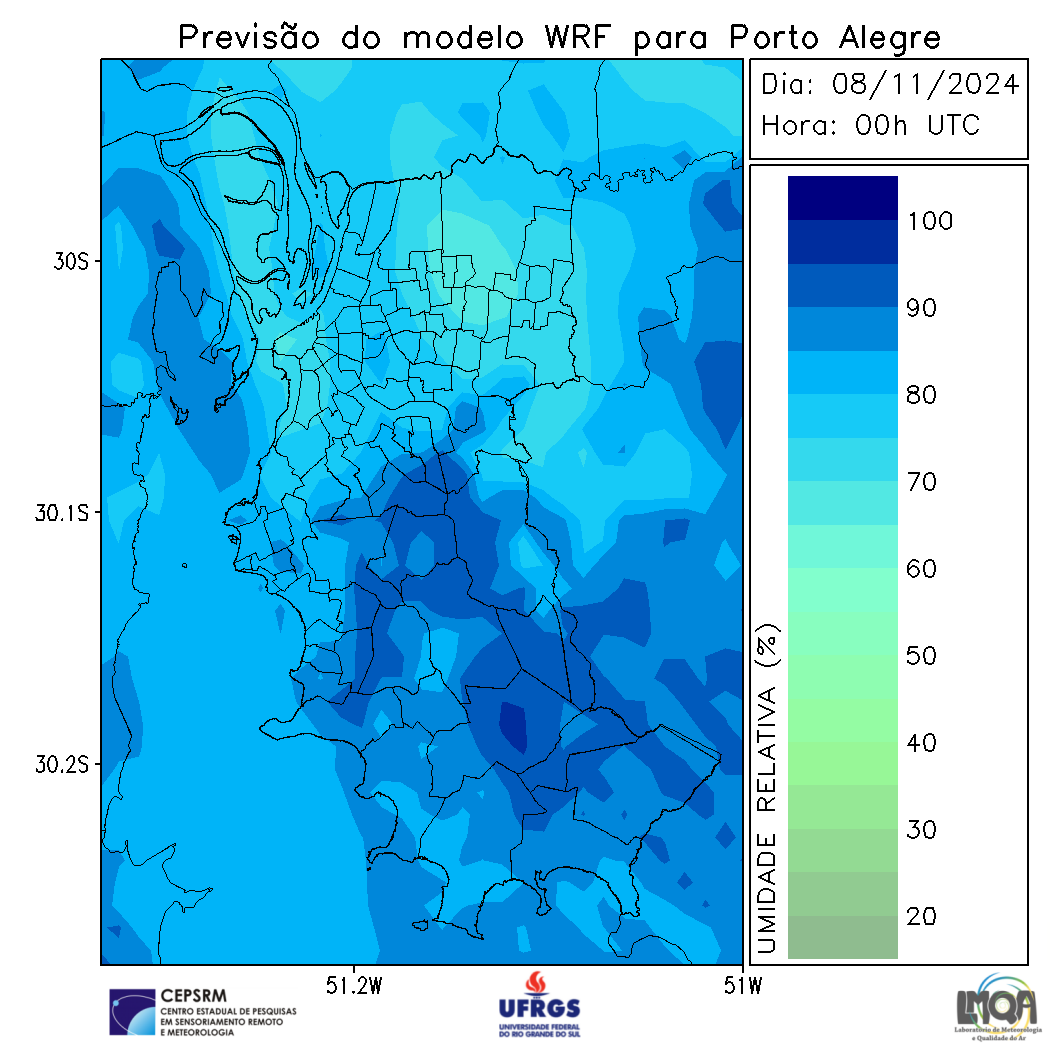 Previsão do modelo WRF para Porto Alegre
Dia: 08/11/2024
Hora: 00h UTC
30S
30.1S
30.2S
51.2W
51W
UMIDADE RELATIVA (%)
100
90
80
70
60
50
40
30
20
CEPSRM
CENTRO ESTADUAL DE PESQUISAS
EM SENSORIAMENTO REMOTO
E METEOROLOGIA
UFRGS
UNIVERSIDADE FEDERAL
DO RIO GRANDE DO SUL
LMQA
Laboratório de Meteorologia
e Qualidade do Ar